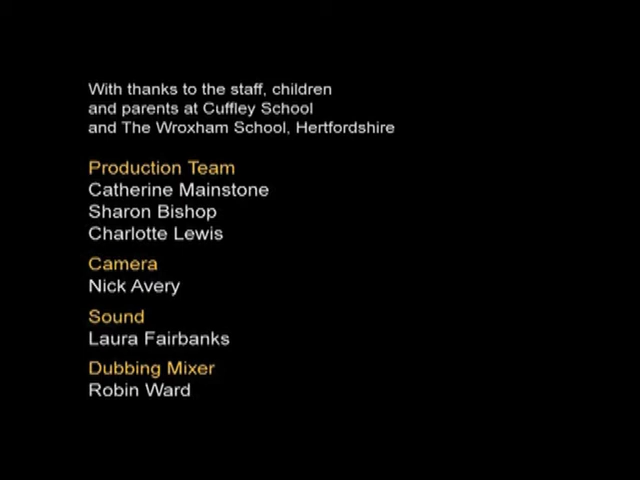 With thanks to the staff, children
and parents at Cuffley School
and The Wroxham School, Hertfordshire
Production Team
Catherine Mainstone
Sharon Bishop
Charlotte Lewis
Camera
Nick Avery
Sound
Laura Fairbanks
Dubbing Mixer
Robin Ward